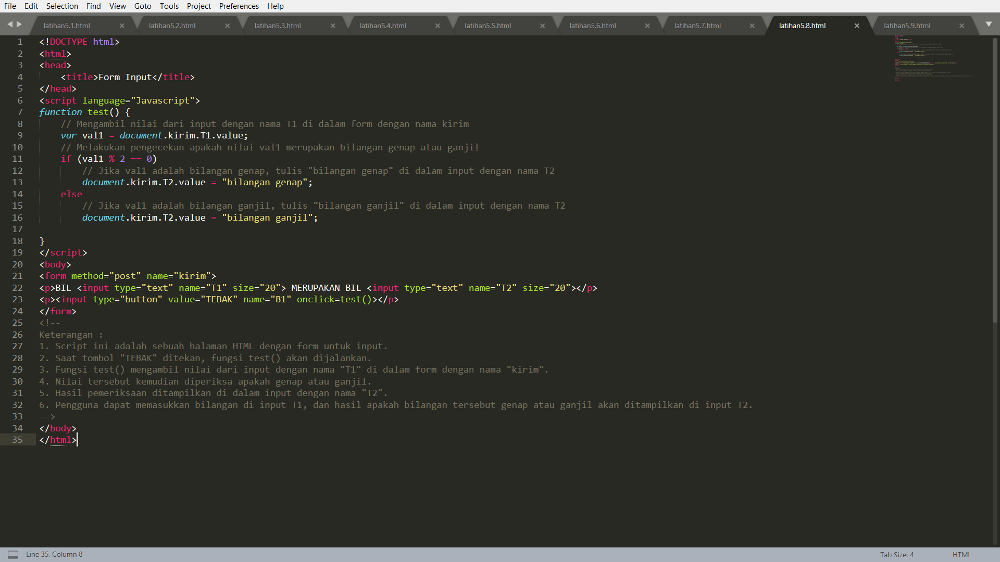 File Edit Selection Find View Goto Tools Project Preferences Help
latihan5.1.html × latihan5.2.html × latihan5.3.html × latihan5.4.html × latihan5.5.html × latihan5.6.html × latihan5.7.html × latihan5.8.html × latihan5.9.html ×
1 <!DOCTYPE html>
2 <html>
3 <head>
4     <title>Form Input</title>
5 </head>
6 <script language="Javascript">
7 function test() {
8     // Mengambil nilai dari input dengan nama T1 di dalam form dengan nama kirim
9     var val1 = document.kirim.T1.value;
10     // Melakukan pengecekan apakah nilai val1 merupakan bilangan genap atau ganjil
11     if (val1 % 2 == 0)
12         // Jika val1 adalah bilangan genap, tulis "bilangan genap" di dalam input dengan nama T2
13         document.kirim.T2.value = "bilangan genap";
14     else
15         // Jika val1 adalah bilangan ganjil, tulis "bilangan ganjil" di dalam input dengan nama T2
16         document.kirim.T2.value = "bilangan ganjil";
17
18 }
19 </script>
20 <body>
21 <form method="post" name="kirim">
22 <p>BIL <input type="text" name="T1" size="20"> MERUPAKAN BIL <input type="text" name="T2" size="20"></p>
23 <p><input type="button" value="TEBAK" name="B1" onclick=test()></p>
24 </form>
25 <!--
26 Keterangan :
27 1. Script ini adalah sebuah halaman HTML dengan form untuk input.
28 2. Saat tombol "TEBAK" ditekan, fungsi test() akan dijalankan.
29 3. Fungsi test() mengambil nilai dari input dengan nama "T1" di dalam form dengan nama "kirim".
30 4. Nilai tersebut kemudian diperiksa apakah genap atau ganjil.
31 5. Hasil pemeriksaan ditampilkan di dalam input dengan nama "T2".
32 6. Pengguna dapat memasukkan bilangan di input T1, dan hasil apakah bilangan tersebut genap atau ganjil akan ditampilkan di input T2.
33 -->
34 </body>
35 </html>
Line 35, Column 8 Tab Size: 4 HTML